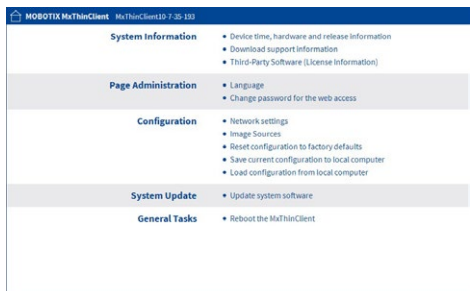 MOBOTIX MxThinClient MxThinClient10-7-35-193
System Information
• Device time, hardware and release information
• Download support information
• Third-Party Software (License Information)
Page Administration
• Language
• Change password for the web access
Configuration
• Network settings
• Image Sources
• Reset configuration to factory defaults
• Save current configuration to local computer
• Load configuration from local computer
System Update
• Update system software
General Tasks
• Reboot the MxThinClient